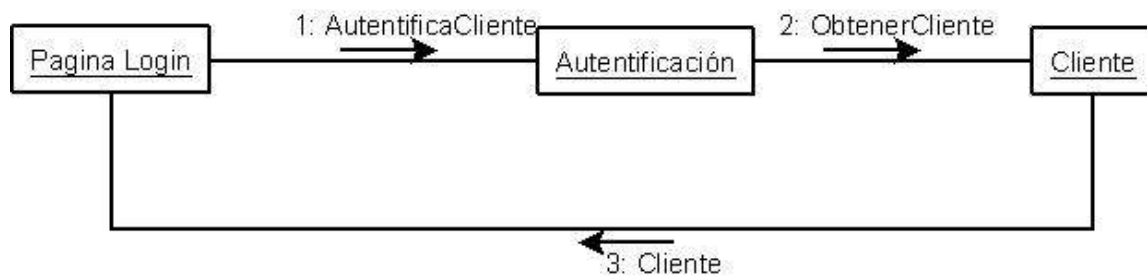 1: AutentificaCliente
2: ObtenerCliente
Pagina Login
Autentificación
Cliente
3: Cliente